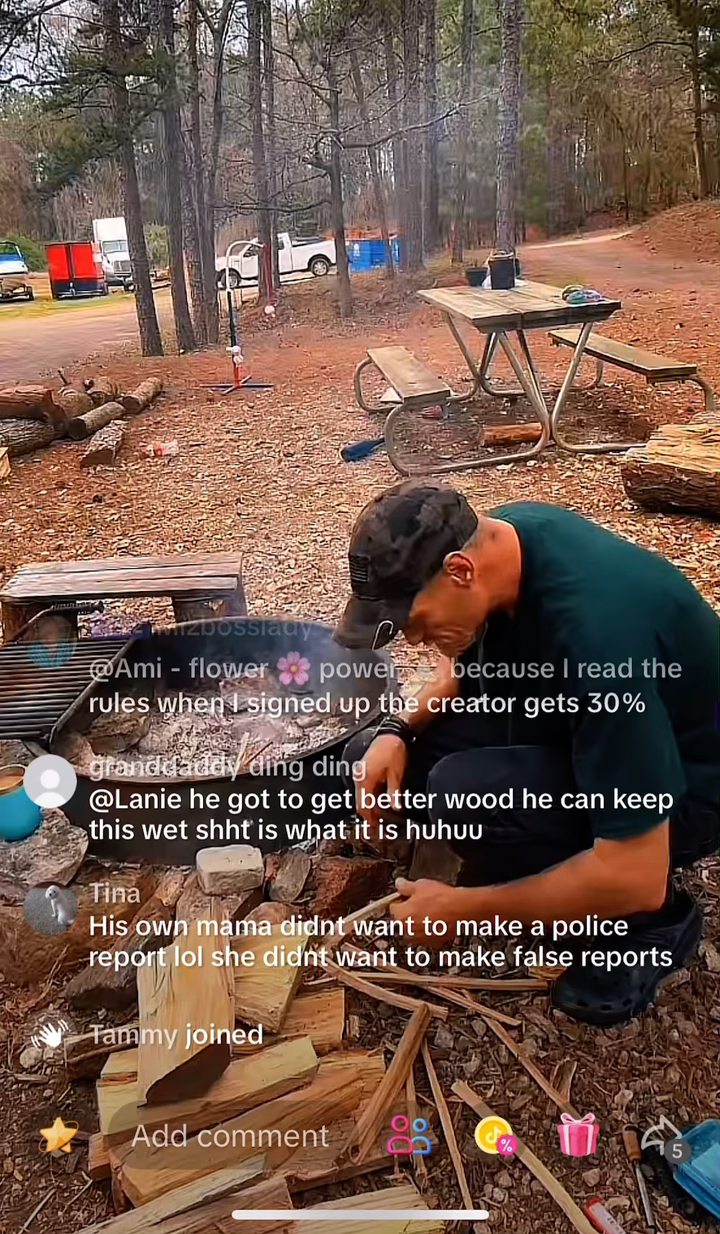 mizbosslady
@Ami - flower 🌸 power because I read the
rules when I signed up the creator gets 30%
granddaddy ding ding
@Lanie he got to get better wood he can keep
this wet shht is what it is huhuu
Tina
His own mama didnt want to make a police
report lol she didnt want to make false reports
Tammy joined
Add comment
%
5